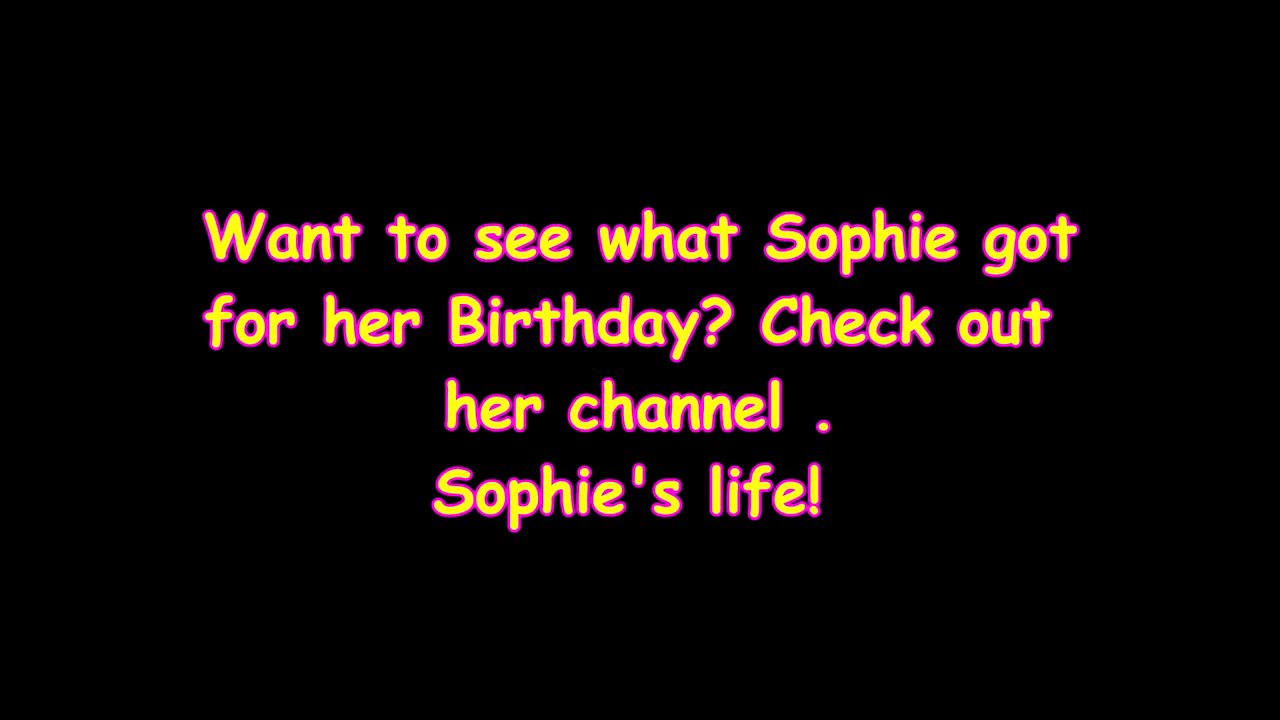 Want to see what Sophie got
for her Birthday? Check out
her channel .
Sophie's life!